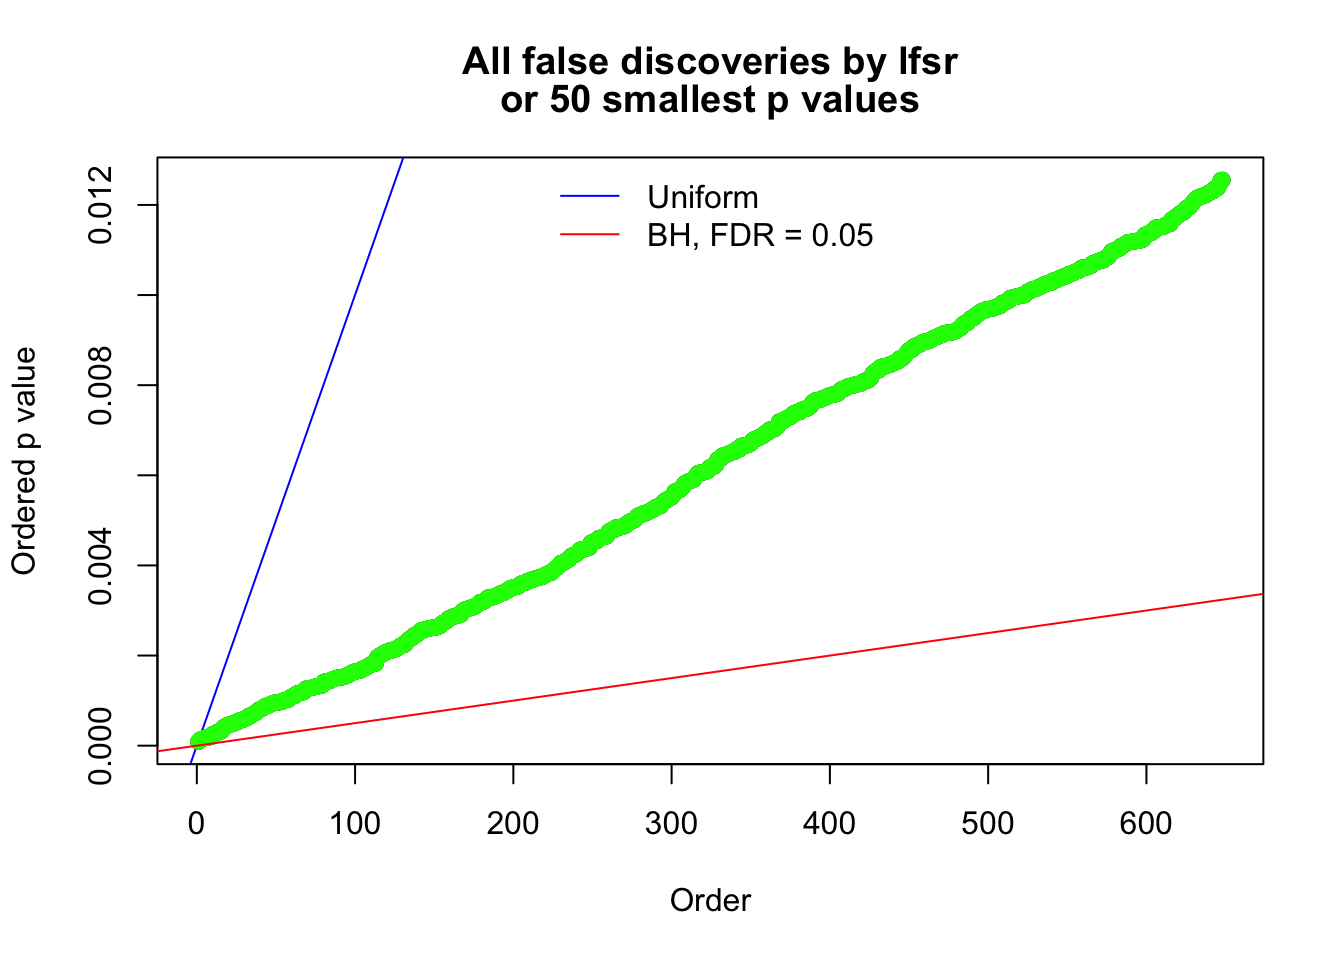 All false discoveries by lfsr
or 50 smallest p values
Uniform
BH, FDR = 0.05
Ordered p value
0.012
0.008
0.004
0.000
0 100 200 300 400 500 600
Order